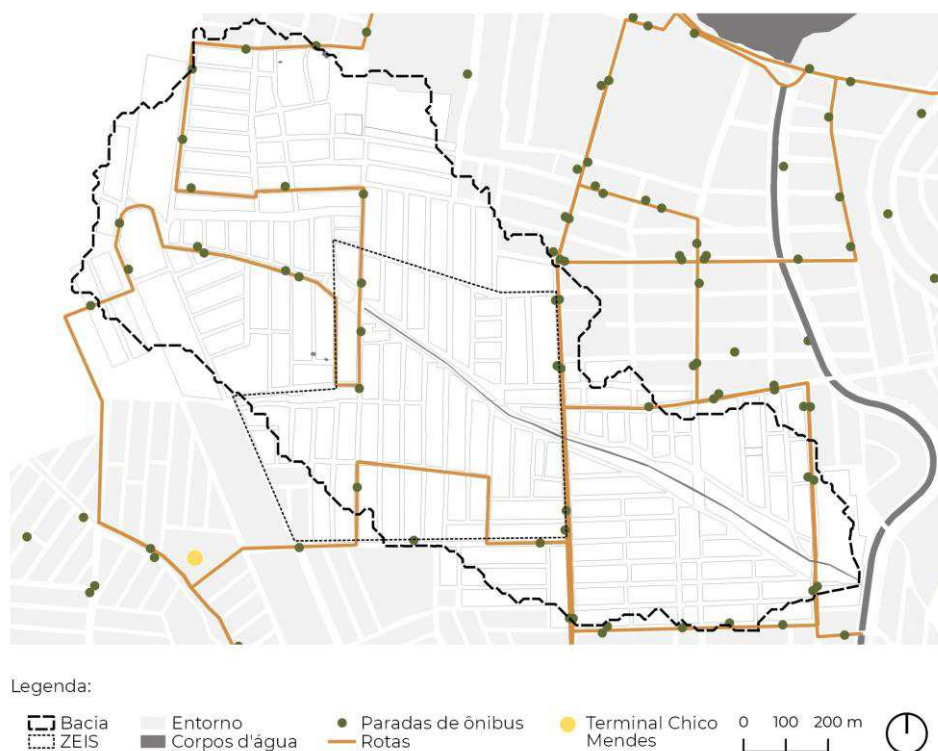 Legenda:
Bacia
ZEIS
Entorno
Corpos d'água
Paradas de ônibus
Rotas
Terminal Chico
Mendes
0 100 200 m